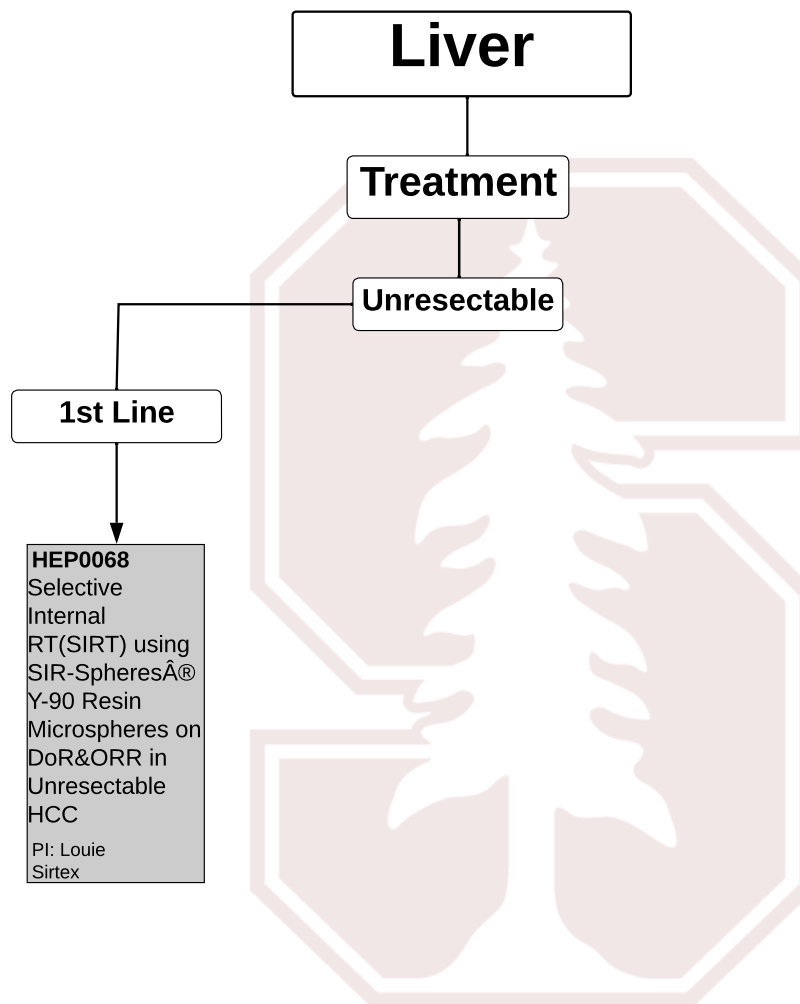 Liver
Treatment
Unresectable
1st Line
HEP0068
Selective
Internal
RT(SIRT) using
SIR-SpheresÂ®
Y-90 Resin
Microspheres on
DoR&ORR in
Unresectable
HCC
PI: Louie
Sirtex